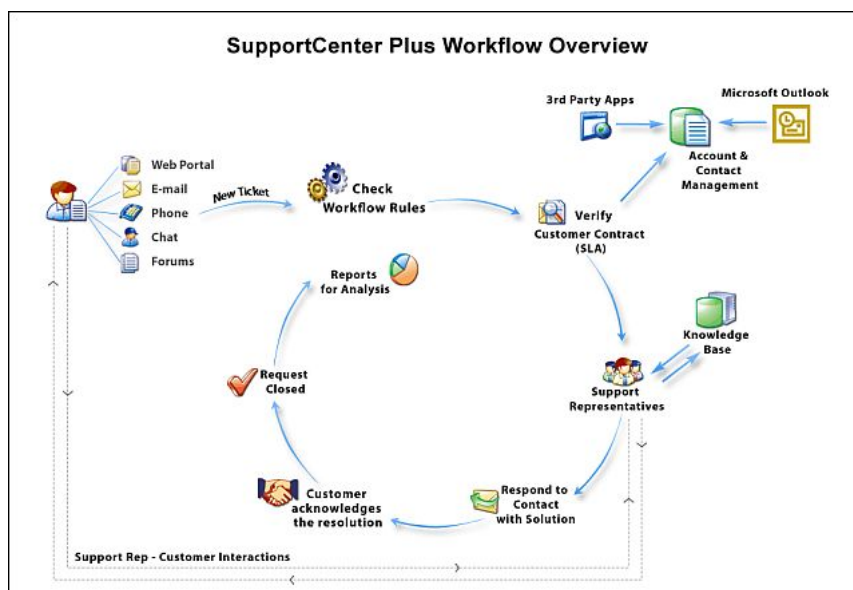 SupportCenter Plus Workflow Overview
3rd Party Apps
Microsoft Outlook
Account &
Contact
Management
Web Portal
E-mail
Phone
Chat
Forums
New Ticket
Check
Workflow Rules
Verify
Customer Contract
(SLA)
Reports
for Analysis
Knowledge
Base
Request
Closed
Support
Representatives
Customer
acknowledges
the resolution
Respond to
Contact
with Solution
Support Rep - Customer Interactions